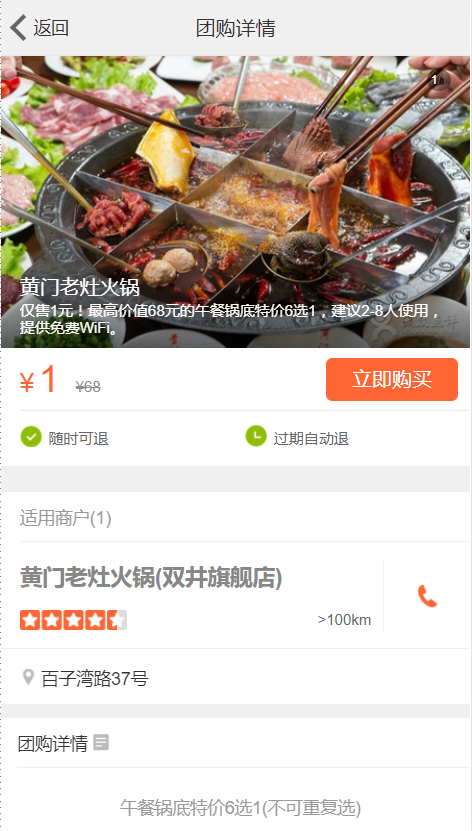 返回
团购详情
1
黄门老灶火锅
仅售1元！最高价值68元的午餐锅底特价6选1，建议2-8人使用，
提供免费WiFi。
¥1 ¥68
立即购买
随时可退
过期自动退
适用商户(1)
黄门老灶火锅(双井旗舰店)
>100km
百子湾路37号
团购详情
午餐锅底特价6选1(不可重复选)